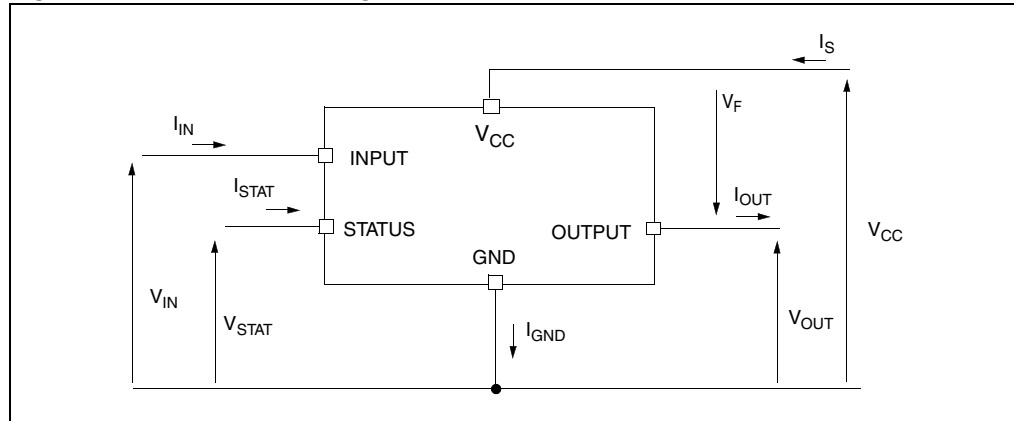 I_S
V_F
V_CC
I_IN
INPUT
I_STAT
I_OUT
STATUS
OUTPUT
V_CC
GND
V_IN
V_STAT
I_GND
V_OUT